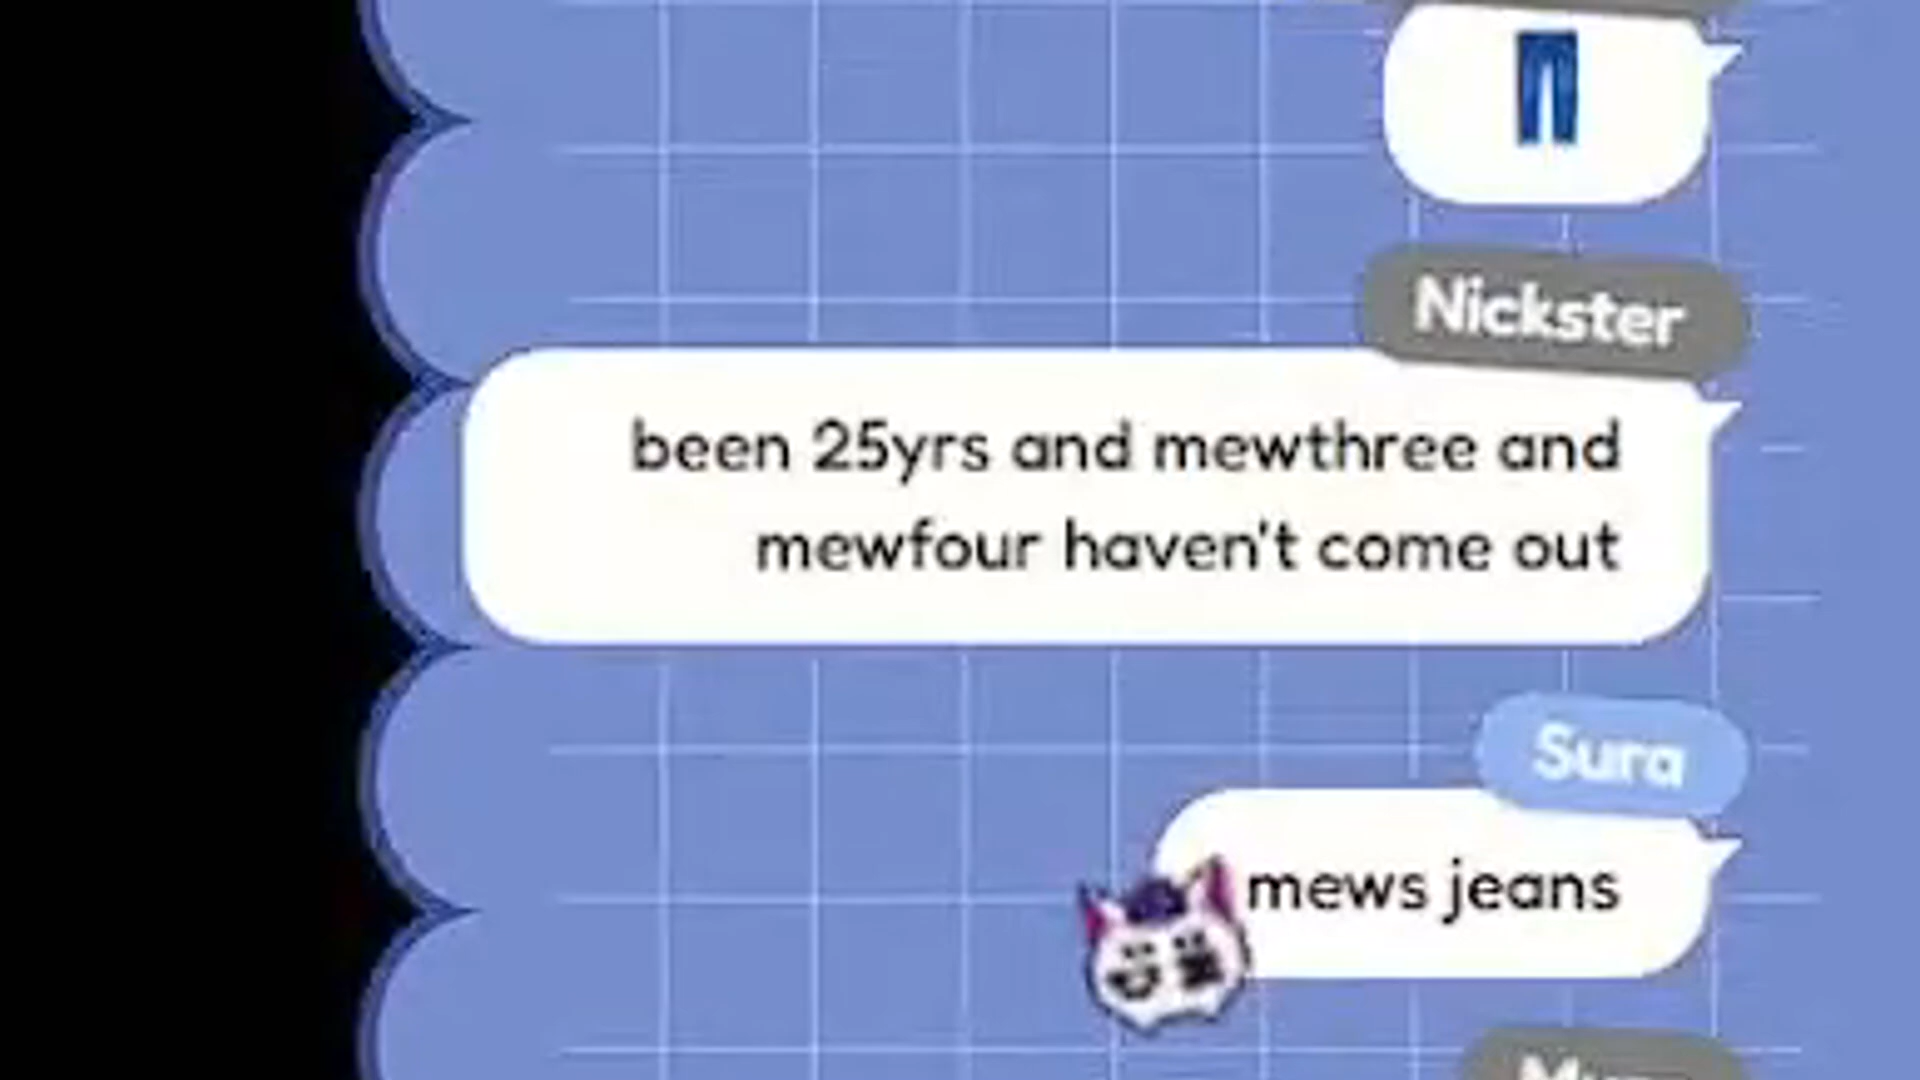 Nickster
been 25yrs and mewthree and
mewfour haven't come out
Sura
mews jeans